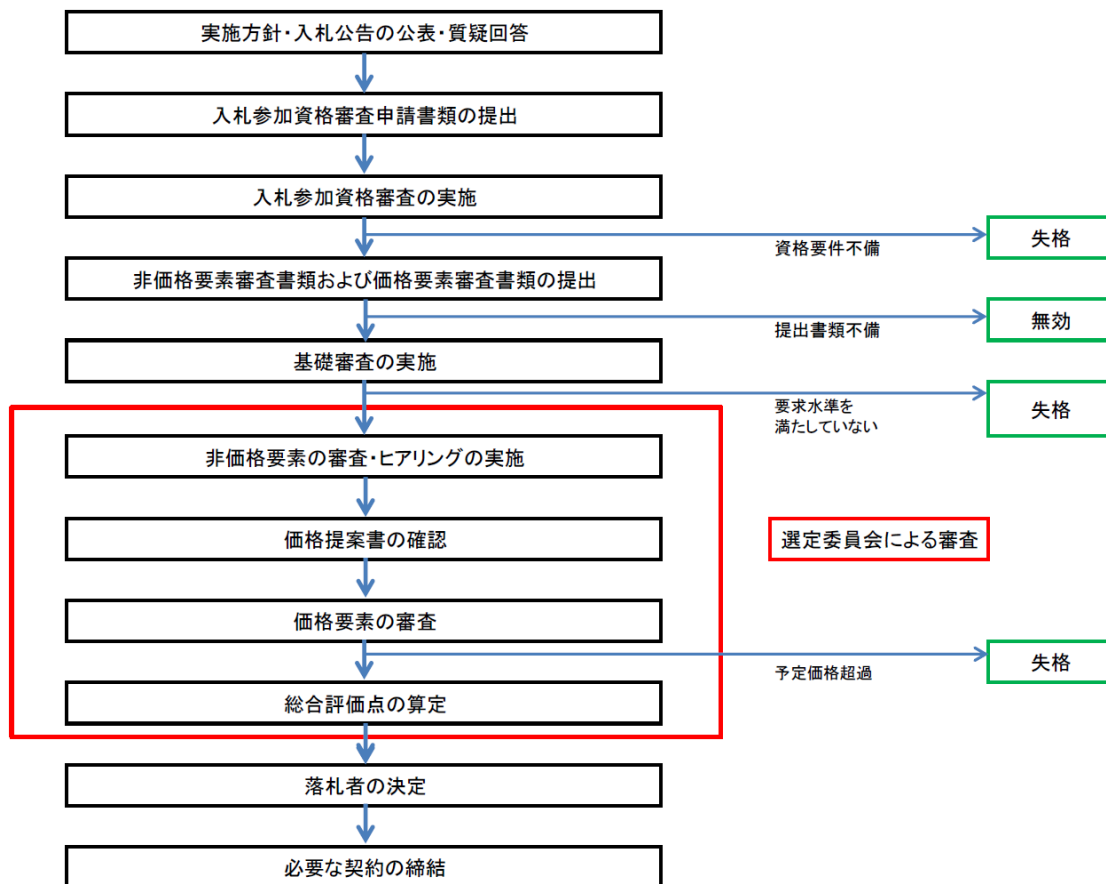 実施方針・入札公告の公表・質疑回答
入札参加資格審査申請書類の提出
入札参加資格審査の実施
資格要件不備
失格
非価格要素審査書類および価格要素審査書類の提出
提出書類不備
無効
基礎審査の実施
要求水準を
満たしていない
失格
非価格要素の審査・ヒアリングの実施
価格提案書の確認
選定委員会による審査
価格要素の審査
予定価格超過
失格
総合評価点の算定
落札者の決定
必要な契約の締結